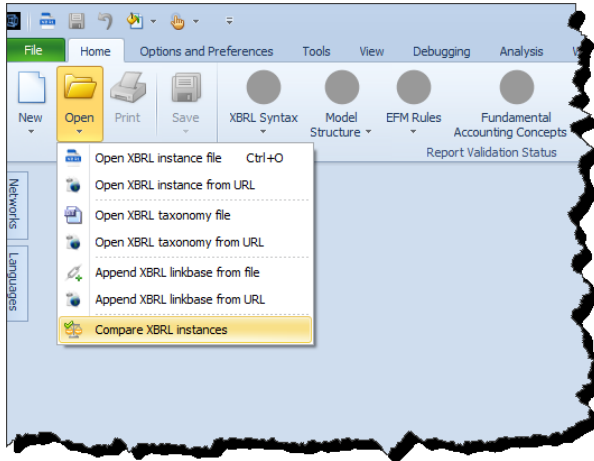 File Home Options and Preferences Tools View Debugging Analysis
New Open Print Save XBRL Syntax Model Structure EFM Rules Fundamental Accounting Concepts
Report Validation Status
Open XBRL instance file Ctrl+O
Open XBRL instance from URL
Open XBRL taxonomy file
Open XBRL taxonomy from URL
Append XBRL linkbase from file
Append XBRL linkbase from URL
Compare XBRL instances
Networks
Languages